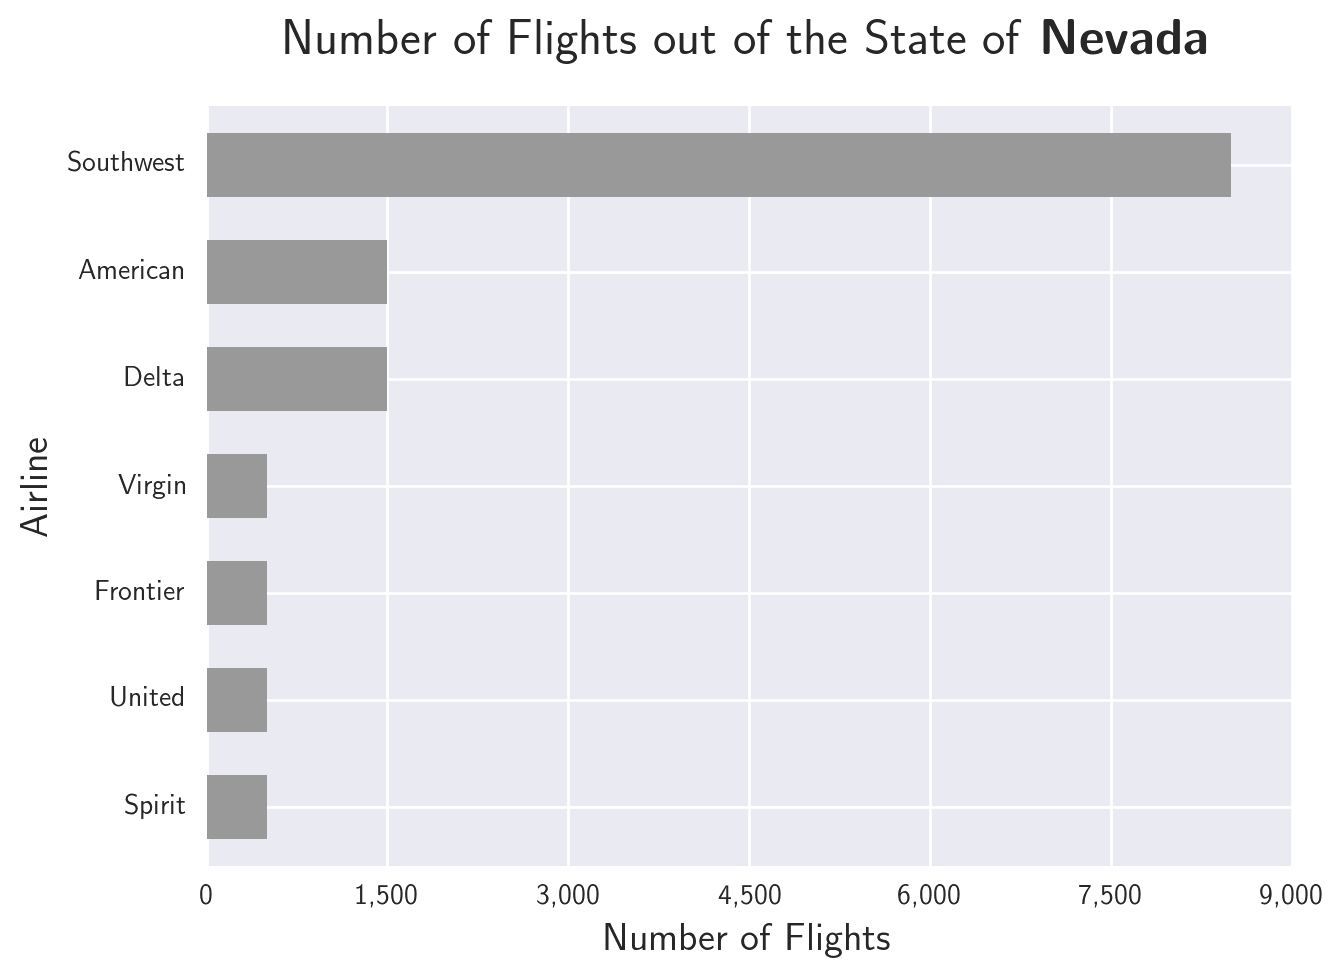 Number of Flights out of the State of Nevada
Southwest
American
Delta
Virgin
Frontier
United
Spirit
Airline
0 1,500 3,000 4,500 6,000 7,500 9,000
Number of Flights